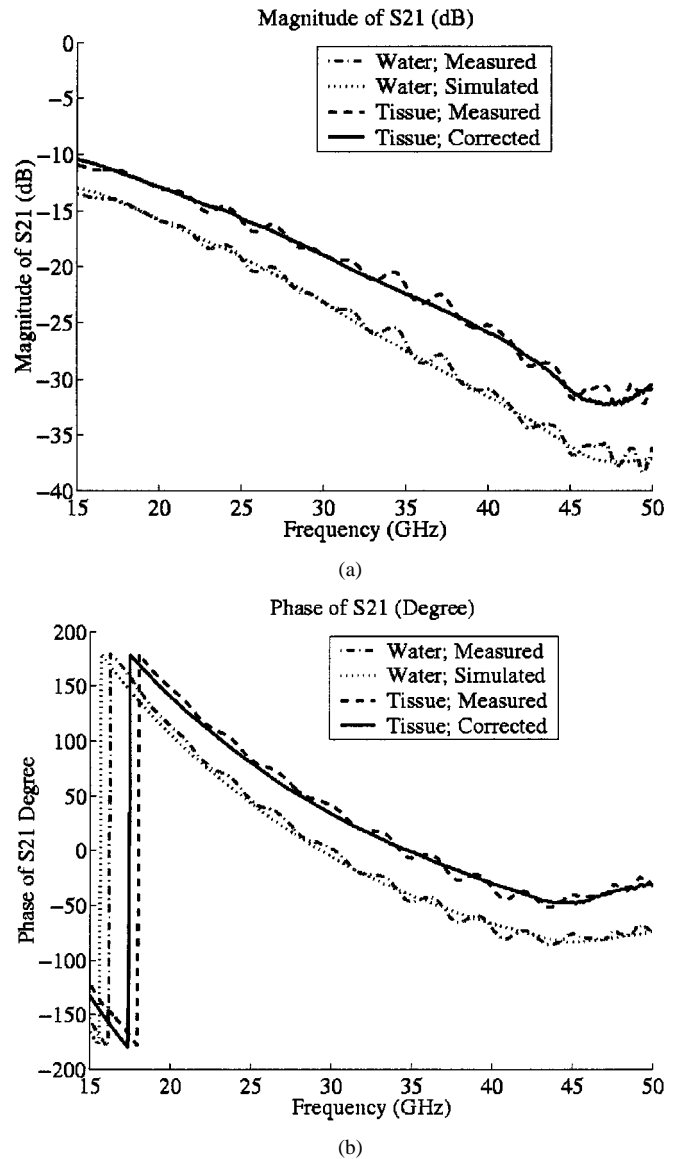 Magnitude of S21 (dB)
0
−5
−10
−15
−20
−25
−30
−35
−40
Magnitude of S21 (dB)
Water; Measured
Water; Simulated
Tissue; Measured
Tissue; Corrected
15 20 25 30 35 40 45 50
Frequency (GHz)
(a)
Phase of S21 (Degree)
200
150
100
50
0
−50
−100
−150
−200
Phase of S21 Degree
Water; Measured
Water; Simulated
Tissue; Measured
Tissue; Corrected
15 20 25 30 35 40 45 50
Frequency (GHz)
(b)